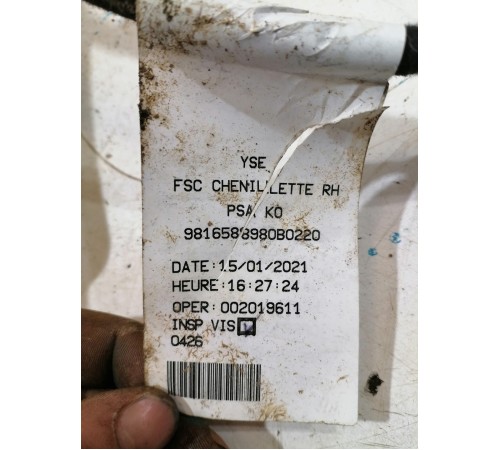 YSE
FSC CHENILLETTE RH
PSA KO
9816588980B0220
DATE:15/01/2021
HEURE:16:27:24
OPER:002019611
INSP VIS
0426